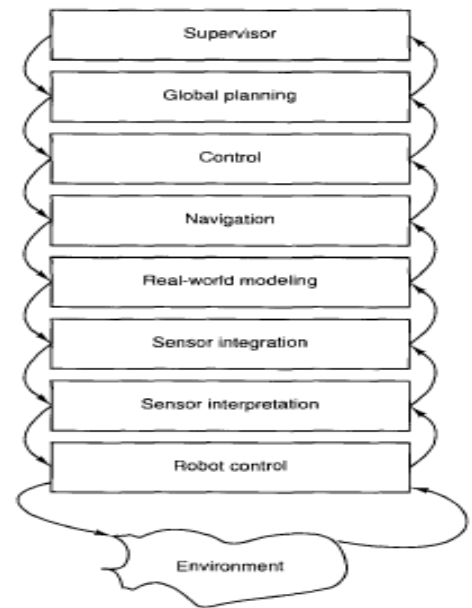 Supervisor
Global planning
Control
Navigation
Real-world modeling
Sensor integration
Sensor interpretation
Robot control
Environment